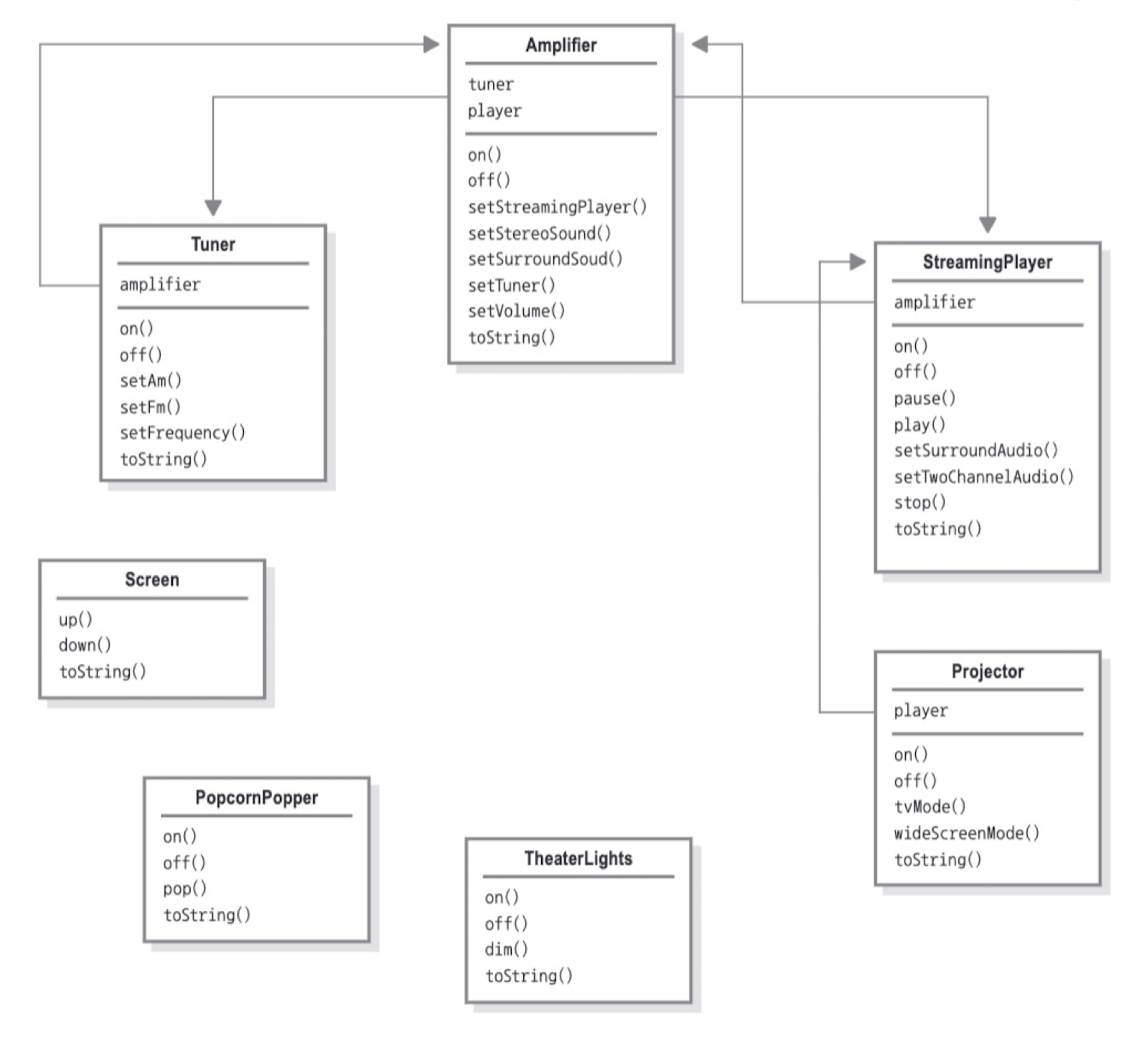 Amplifier
tuner
player
on()
off()
setStreamingPlayer()
setStereoSound()
setSurroundSoud()
setTuner()
setVolume()
toString()
Tuner
amplifier
on()
off()
setAm()
setFm()
setFrequency()
toString()
StreamingPlayer
amplifier
on()
off()
pause()
play()
setSurroundAudio()
setTwoChannelAudio()
stop()
toString()
Screen
up()
down()
toString()
Projector
player
on()
off()
tvMode()
wideScreenMode()
toString()
PopcornPopper
on()
off()
pop()
toString()
TheaterLights
on()
off()
dim()
toString()